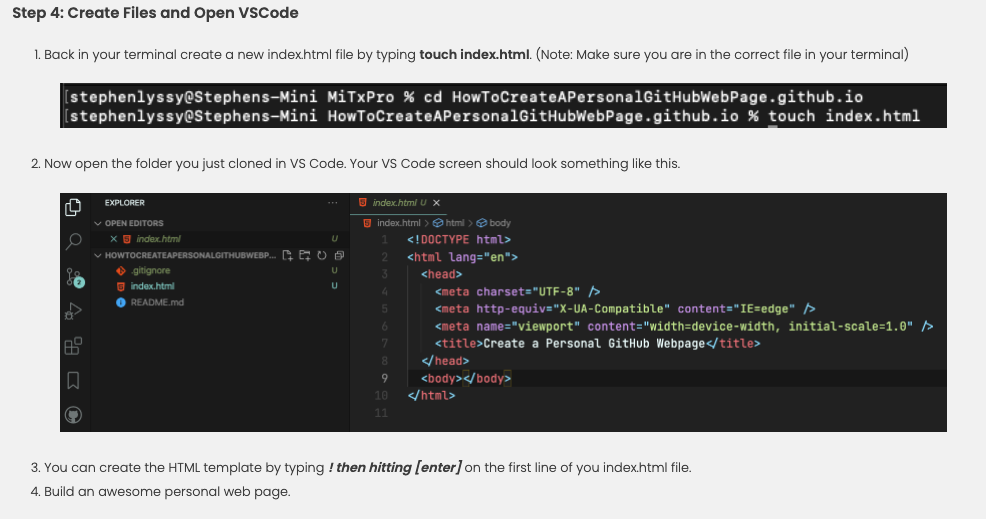 Step 4: Create Files and Open VSCode
1. Back in your terminal create a new index.html file by typing touch index.html. (Note: Make sure you are in the correct file in your terminal)
[stephenlyssy@Stephens-Mini MiTxPro % cd HowToCreateAPersonalGitHubWebPage.github.io
[stephenlyssy@Stephens-Mini HowToCreateAPersonalGitHubWebPage.github.io % touch index.html
2. Now open the folder you just cloned in VS Code. Your VS Code screen should look something like this.
EXPLORER ...
OPEN EDITORS
index.html U
HOWTOCREATEAPERSONALGITHUBWEBP...
.gitignore U
index.html U
README.md
2
index.html U
index.html > html > body
1 <!DOCTYPE html>
2 <html lang="en">
3 <head>
4 <meta charset="UTF-8" />
5 <meta http-equiv="X-UA-Compatible" content="IE=edge" />
6 <meta name="viewport" content="width=device-width, initial-scale=1.0" />
7 <title>Create a Personal GitHub Webpage</title>
8 </head>
9 <body></body>
10 </html>
11
3. You can create the HTML template by typing ! then hitting [enter] on the first line of you index.html file.
4. Build an awesome personal web page.